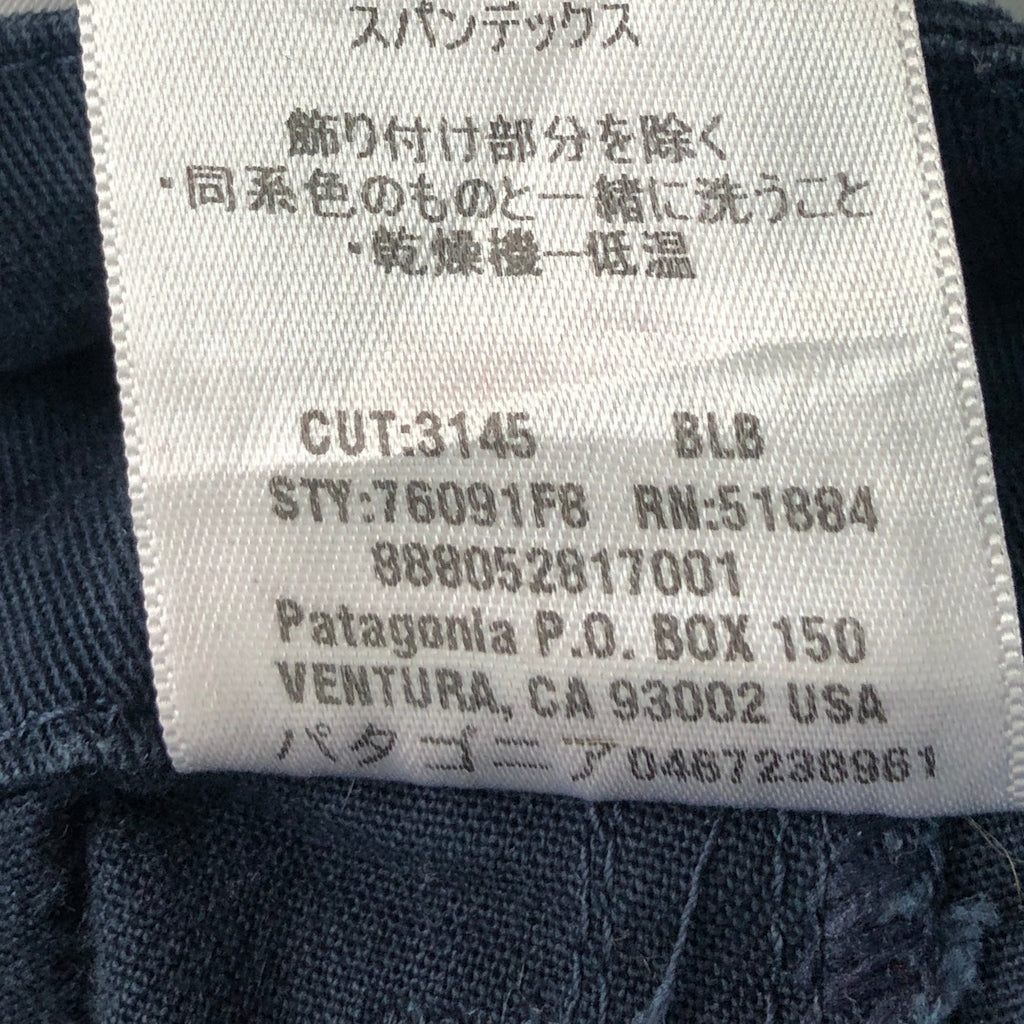 スパンデックス
飾り付け部分を除く
・同系色のものと一緒に洗うこと
・乾燥機ー低温
CUT:3145 BLB
STY:76091F8 RN:51884
888052817001
Patagonia P.O. BOX 150
VENTURA, CA 93002 USA
パタゴニア0467238961